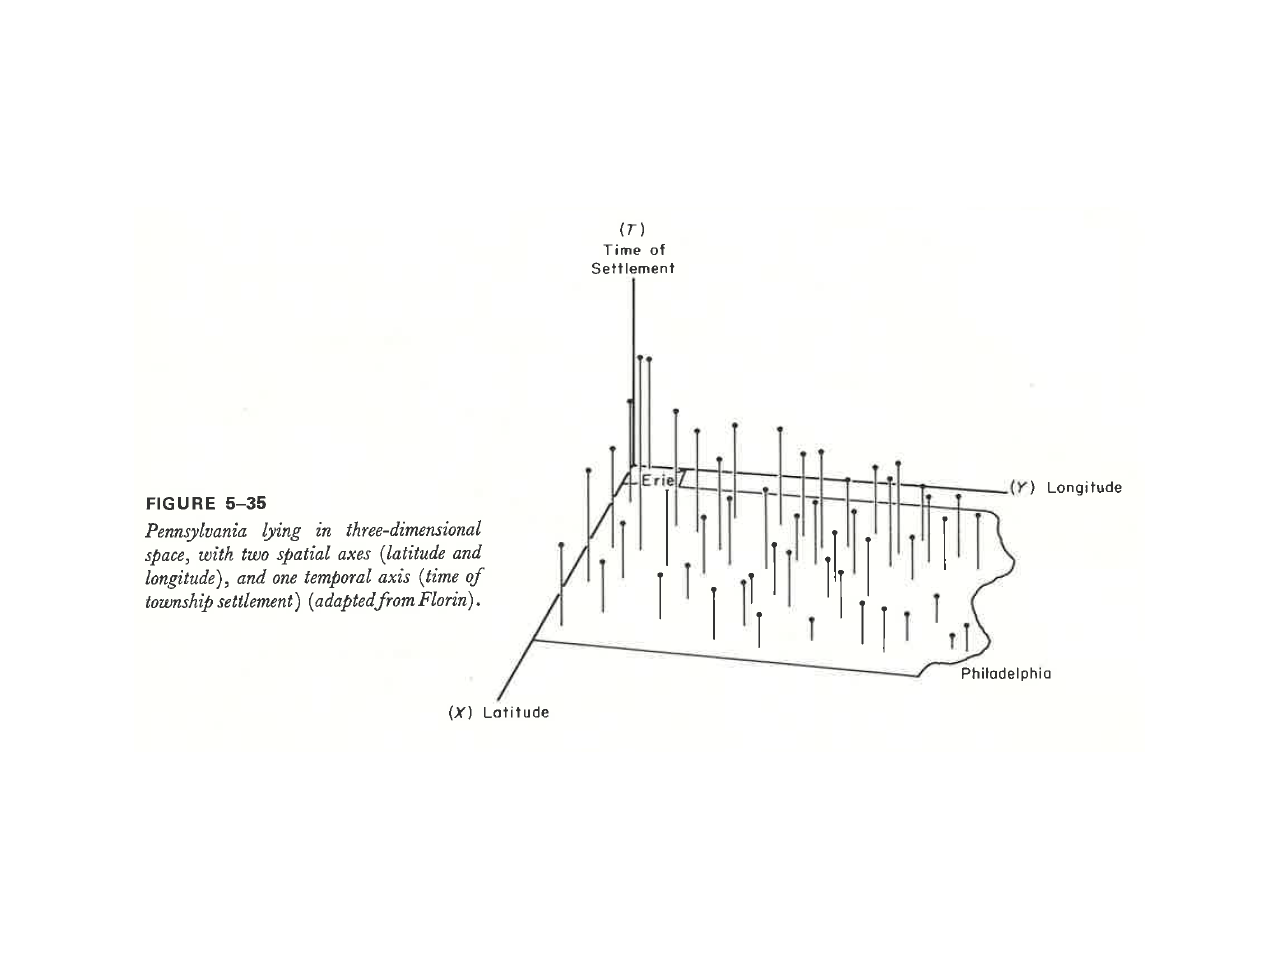 (T)
Time of
Settlement
Erie
(Y) Longitude
FIGURE 5–35
Pennsylvania lying in three-dimensional
space, with two spatial axes (latitude and
longitude), and one temporal axis (time of
township settlement) (adapted from Florin).
Philadelphia
(X) Latitude